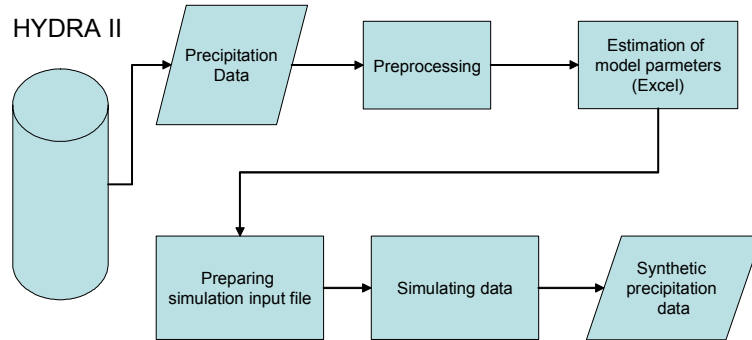 HYDRA II
Precipitation
Data
Preprocessing
Estimation of
model parmeters
(Excel)
Preparing
simulation input file
Simulating data
Synthetic
precipitation
data